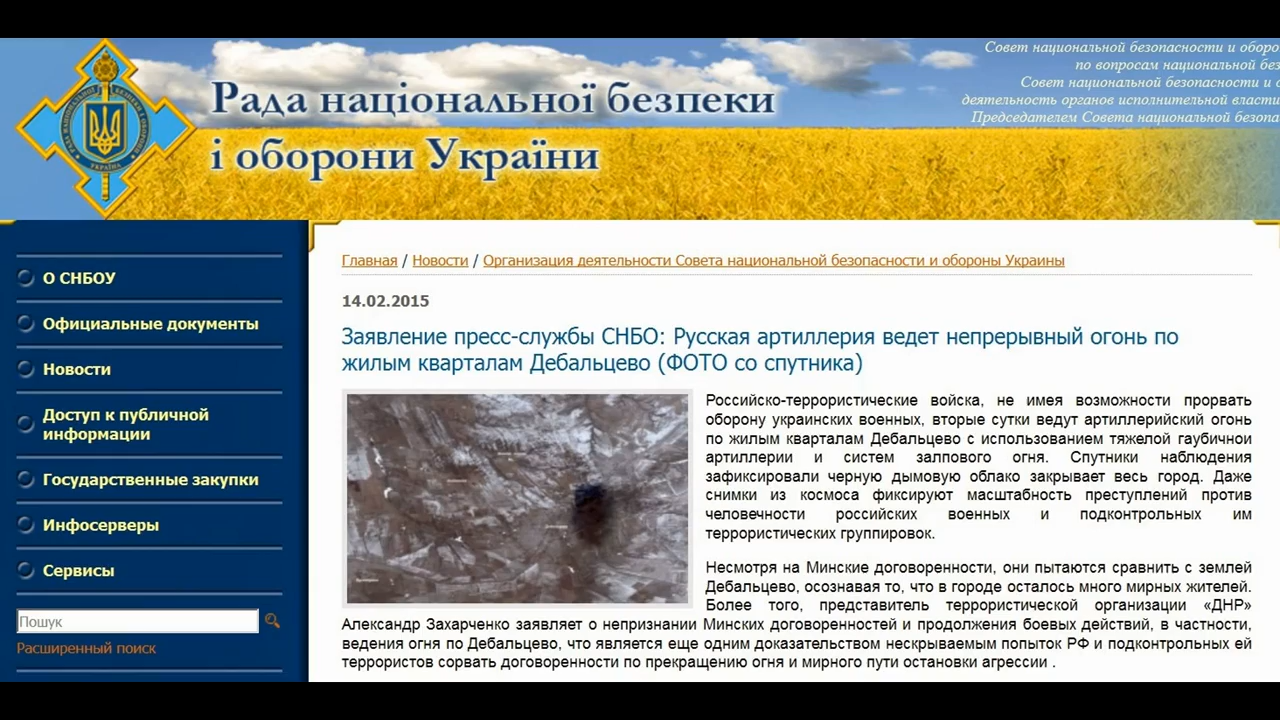 Совет национальной безопасности и оборо
по вопросам национальной без
Совет национальной безопасности и о
деятельность органов исполнительной власти
Председателем Совета национальной безопа
Рада національної безпеки
і оборони України
О СНБОУ
Официальные документы
Новости
Доступ к публичной
информации
Государственные закупки
Инфосерверы
Сервисы
Пошук
Расширенный поиск
Главная / Новости / Организация деятельности Совета национальной безопасности и обороны Украины
14.02.2015
Заявление пресс-службы СНБО: Русская артиллерия ведет непрерывный огонь по
жилым кварталам Дебальцево (ФОТО со спутника)
Российско-террористические войска, не имея возможности прорвать
оборону украинских военных, вторые сутки ведут артиллерийский огонь
по жилым кварталам Дебальцево с использованием тяжелой гаубичнои
артиллерии и систем залпового огня. Спутники наблюдения
зафиксировали черную дымовую облако закрывает весь город. Даже
снимки из космоса фиксируют масштабность преступлений против
человечности российских военных и подконтрольных им
террористических группировок.
Несмотря на Минские договоренности, они пытаются сравнить с землей
Дебальцево, осознавая то, что в городе осталось много мирных жителей.
Более того, представитель террористической организации «ДНР»
Александр Захарченко заявляет о непризнании Минских договоренностей и продолжения боевых действий, в частности,
ведения огня по Дебальцево, что является еще одним доказательством нескрываемым попыток РФ и подконтрольных ей
террористов сорвать договоренности по прекращению огня и мирного пути остановки агрессии .